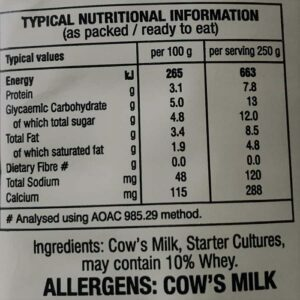 TYPICAL NUTRITIONAL INFORMATION
(as packed / ready to eat)
Typical values per 100 g per serving 250 g
Energy kJ 265 663
Protein g 3.1 7.8
Glycaemic Carbohydrate g 5.0 13
of which total sugar g 4.8 12.0
Total Fat g 3.4 8.5
of which saturated fat g 1.9 4.8
Dietary Fibre # g 0.0 0.0
Total Sodium mg 48 120
Calcium mg 115 288
# Analysed using AOAC 985.29 method.
Ingredients: Cow's Milk, Starter Cultures,
may contain 10% Whey.
ALLERGENS: COW'S MILK